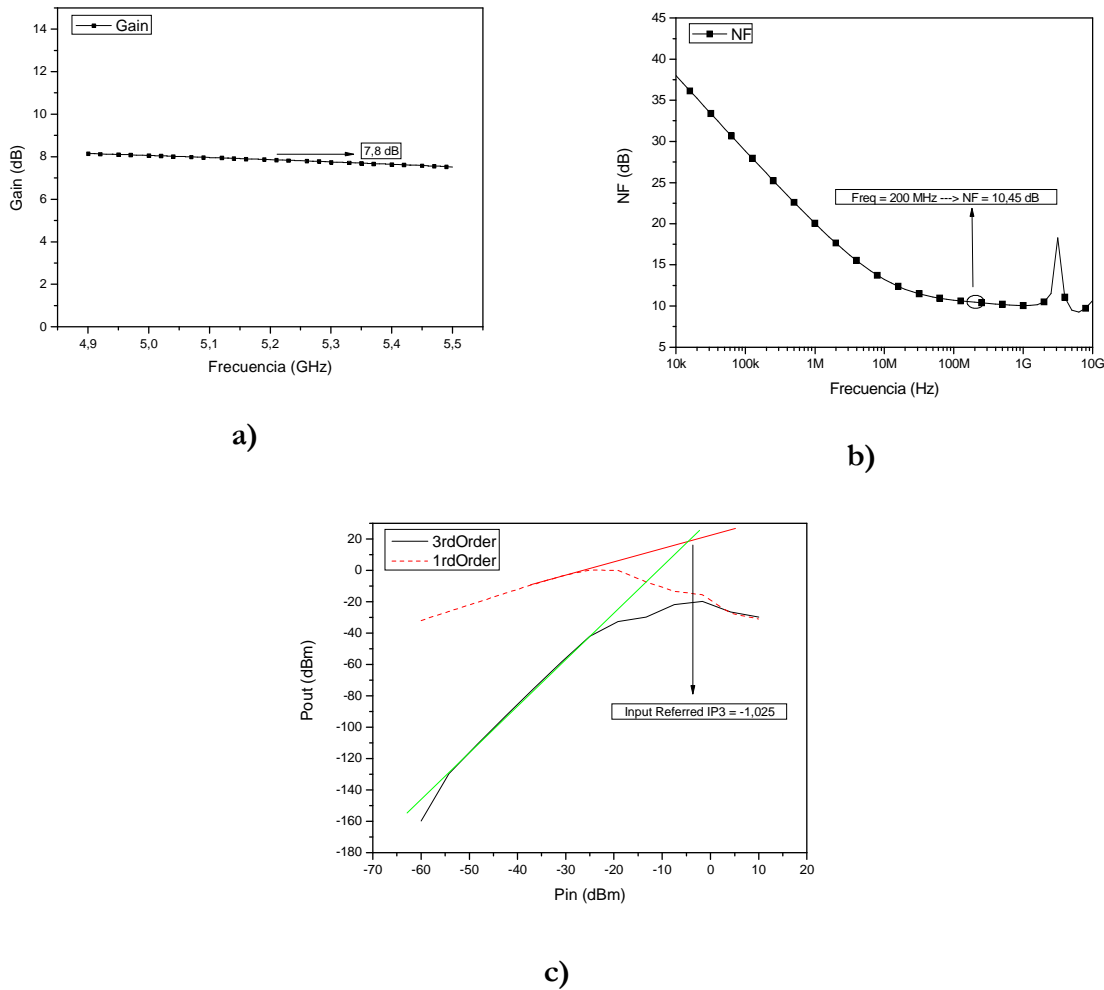 Gain
14
12
10
8
6
4
2
0
Gain (dB)
7,8 dB
4,9 5,0 5,1 5,2 5,3 5,4 5,5
Frecuencia (GHz)
a)
NF
45
40
35
30
25
20
15
10
5
NF (dB)
Freq = 200 MHz ---> NF = 10,45 dB
10k 100k 1M 10M 100M 1G 10G
Frecuencia (Hz)
b)
3rdOrder
1rdOrder
20
0
-20
-40
-60
-80
-100
-120
-140
-160
-180
Pout (dBm)
Input Referred IP3 = -1,025
-70 -60 -50 -40 -30 -20 -10 0 10 20
Pin (dBm)
c)